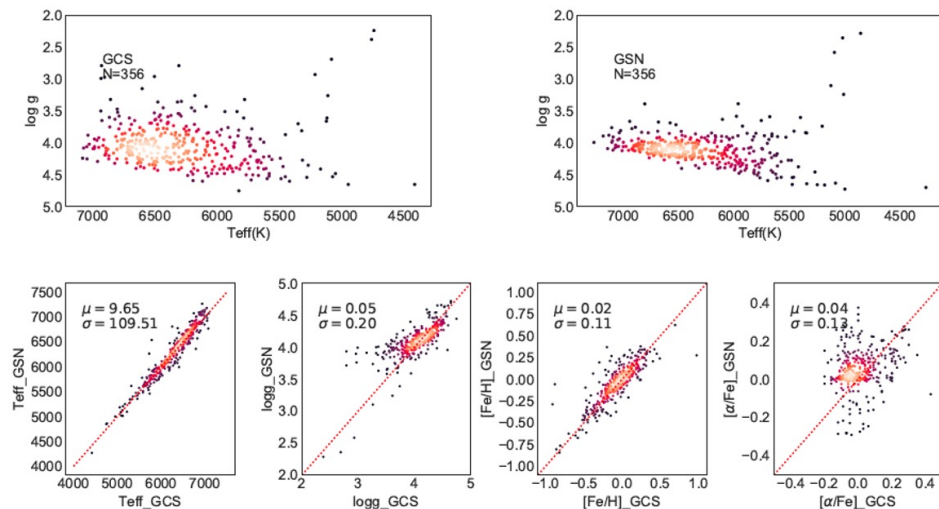 2.0
2.5
3.0
3.5
4.0
4.5
5.0
log g
GCS
N=356
7000 6500 6000 5500 5000 4500
Teff(K)
2.0
2.5
3.0
3.5
4.0
4.5
5.0
log g
GSN
N=356
7000 6500 6000 5500 5000 4500
Teff(K)
7500
7000
6500
6000
5500
5000
4500
4000
Teff_GSN
μ = 9.65
σ = 109.51
4000 5000 6000 7000
Teff_GCS
5.0
4.5
4.0
3.5
3.0
2.5
2.0
logg_GSN
μ = 0.05
σ = 0.20
2 3 4 5
logg_GCS
1.00
0.75
0.50
0.25
0.00
−0.25
−0.50
−0.75
−1.00
[Fe/H]_GSN
μ = 0.02
σ = 0.11
−1.0 −0.5 0.0 0.5 1.0
[Fe/H]_GCS
0.4
0.2
0.0
−0.2
−0.4
[α/Fe]_GSN
μ = 0.04
σ = 0.13
−0.4 −0.2 0.0 0.2 0.4
[α/Fe]_GCS